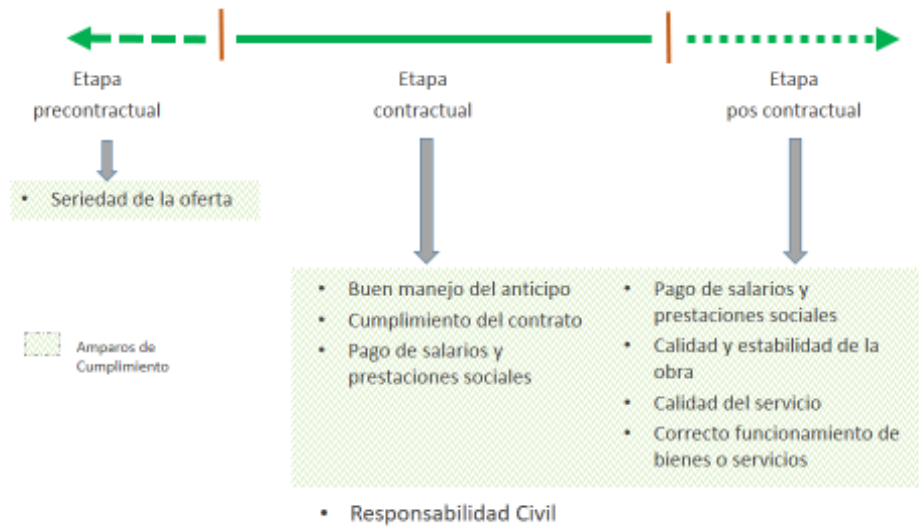 Etapa
precontractual
Etapa
contractual
Etapa
pos contractual
• Seriedad de la oferta
• Buen manejo del anticipo
• Cumplimiento del contrato
• Pago de salarios y
prestaciones sociales
• Pago de salarios y
prestaciones sociales
• Calidad y estabilidad de la
obra
• Calidad del servicio
• Correcto funcionamiento de
bienes o servicios
Amparos de
Cumplimiento
• Responsabilidad Civil